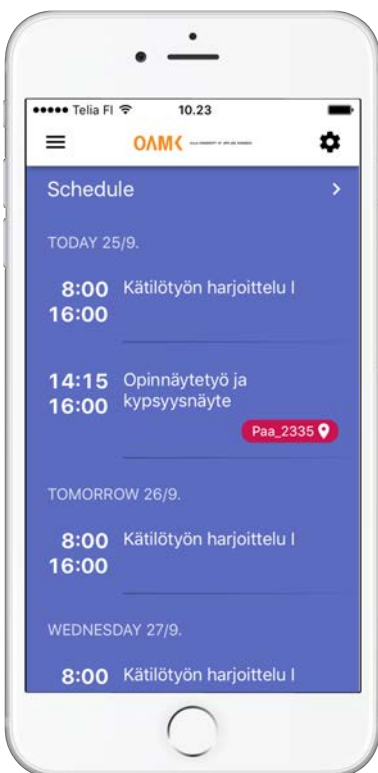 Telia FI 10.23
OAMK
Schedule
TODAY 25/9.
8:00 Kätilötyön harjoittelu I
16:00
14:15 Opinnäytetyö ja
16:00 kypsyysnäyte
Paa_2335
TOMORROW 26/9.
8:00 Kätilötyön harjoittelu I
16:00
WEDNESDAY 27/9.
8:00 Kätilötyön harjoittelu I